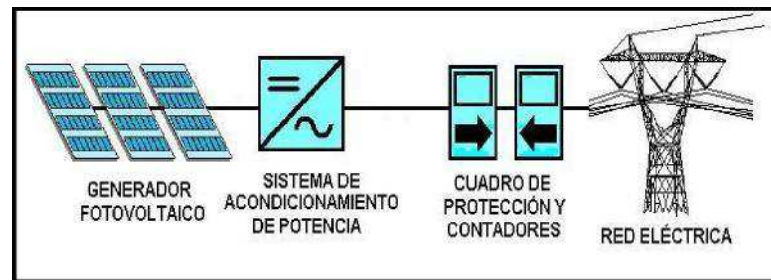 GENERADOR
FOTOVOLTAICO
SISTEMA DE
ACONDICIONAMIENTO
DE POTENCIA
CUADRO DE
PROTECCIÓN Y
CONTADORES
RED ELÉCTRICA